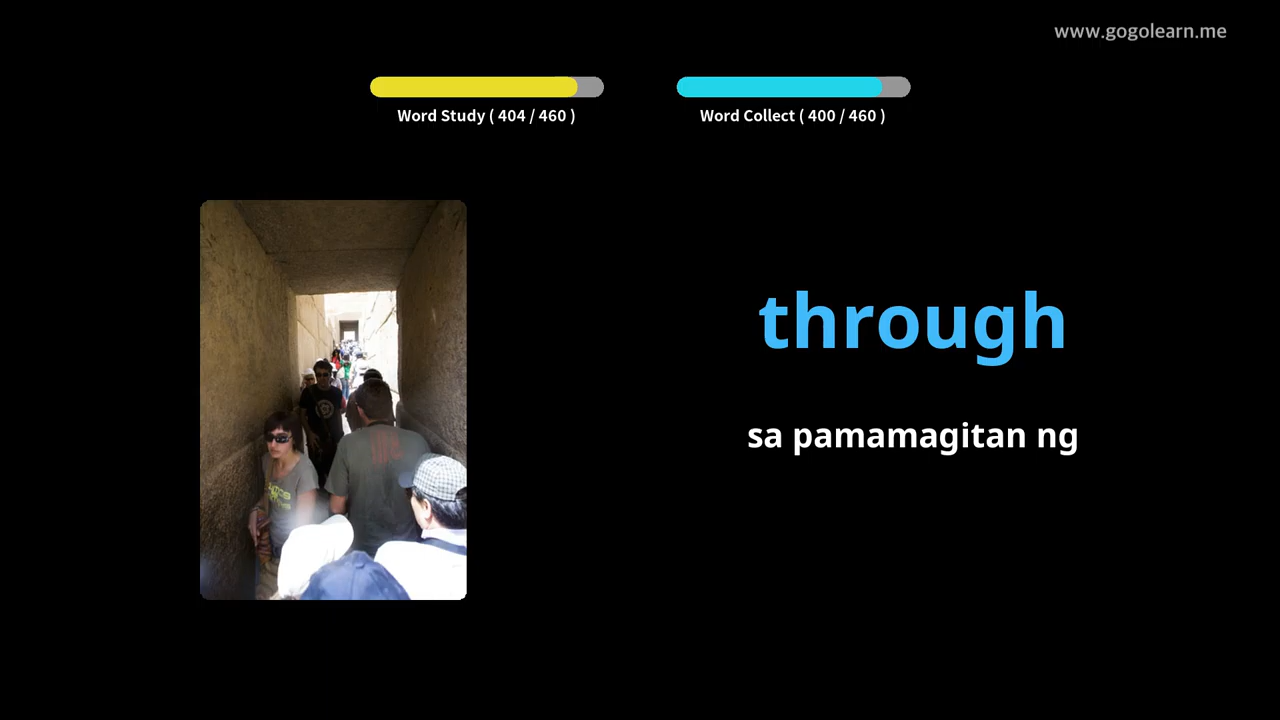 www.gogolearn.me
Word Study ( 404 / 460 )
Word Collect ( 400 / 460 )
through
sa pamamagitan ng